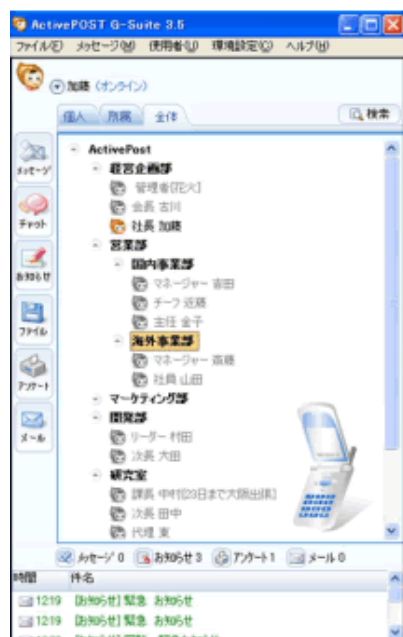 ActivePOST G-Suite 3.5
ファイル(F) メッセージ(M) 使用者(U) 環境設定(C) ヘルプ(H)
加藤 (オンライン)
個人 所属 全体 検索
メッセージ
チャット
お知らせ
ファイル
アンケート
メール
ActivePost
経営企画部
管理者[花火]
会長 古川
社長 加藤
営業部
国内事業部
マネージャー 吉田
チーフ 近藤
主任 金子
海外事業部
マネージャー 斎藤
社員 山田
マーケティング部
開発部
リーダー 村田
次長 大田
研究室
課長 中村[23日まで大阪出張]
次長 田中
代理 東
メッセージ 0 お知らせ 3 アンケート 1 メール 0
時間 件名
12:19 [お知らせ] 緊急 お知らせ
12:19 [お知らせ] 緊急 お知らせ